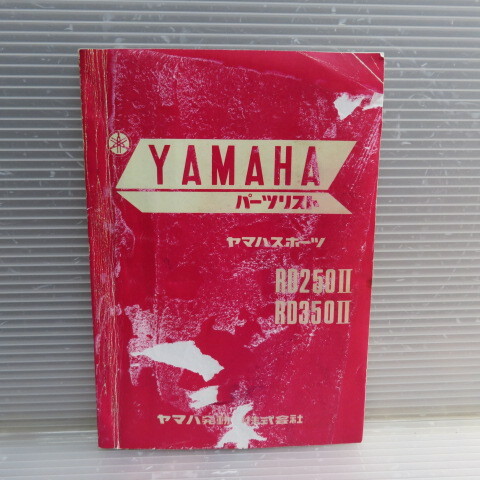 YAMAHA
パーツリスト
ヤマハスポーツ
RD250II
RD350II
ヤマハ発動 株式会社